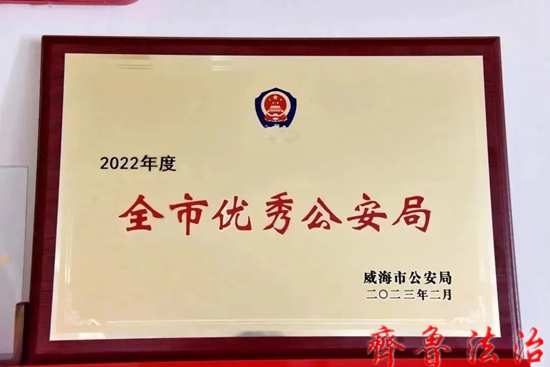 2022年度
全市优秀公安局
威海市公安局
二〇二三年二月
齐鲁法治